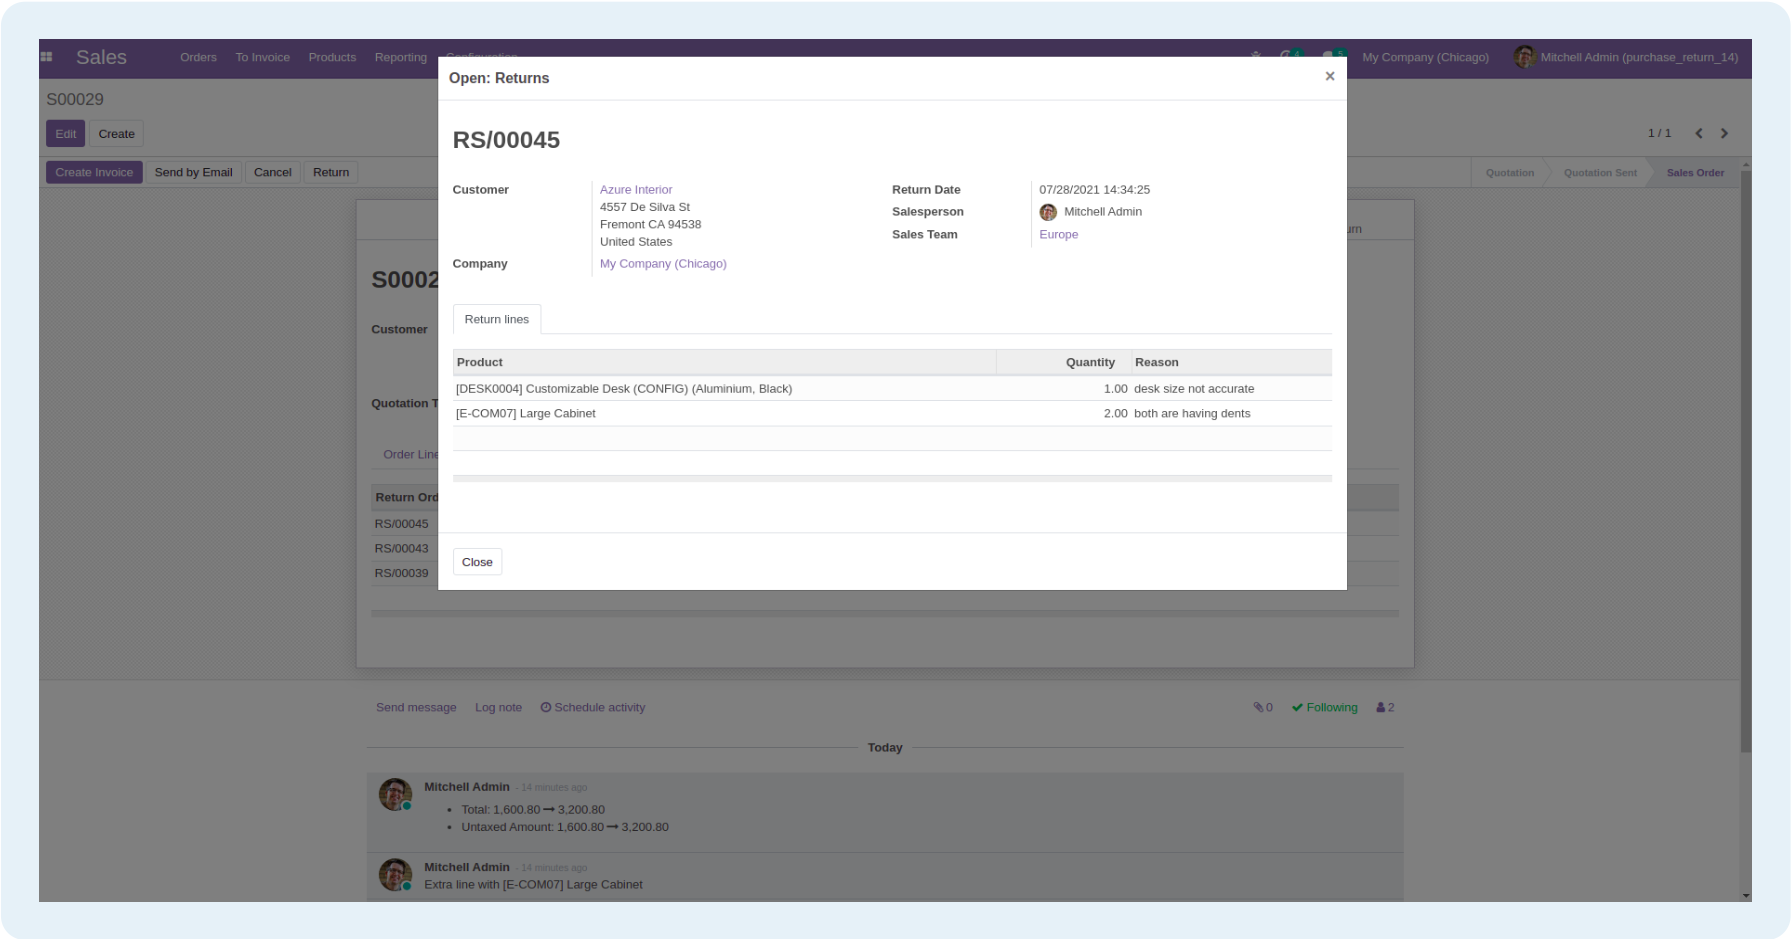 Sales Orders To Invoice Products Reporting Configuration 4 5 My Company (Chicago) Mitchell Admin (purchase_return_14)
Open: Returns ×
S00029
Edit Create
1 / 1
RS/00045
Create Invoice Send by Email Cancel Return
Quotation Quotation Sent Sales Order
Customer Azure Interior
4557 De Silva St
Fremont CA 94538
United States
Company My Company (Chicago)
Return Date 07/28/2021 14:34:25
Salesperson Mitchell Admin
Sales Team Europe
S0002
Customer
Return lines
Product Quantity Reason
[DESK0004] Customizable Desk (CONFIG) (Aluminium, Black) 1.00 desk size not accurate
[E-COM07] Large Cabinet 2.00 both are having dents
Quotation T
Order Line
Return Ord
RS/00045
RS/00043
RS/00039
Close
Send message Log note Schedule activity 0 Following 2
Today
Mitchell Admin - 14 minutes ago
• Total: 1,600.80 → 3,200.80
• Untaxed Amount: 1,600.80 → 3,200.80
Mitchell Admin - 14 minutes ago
Extra line with [E-COM07] Large Cabinet